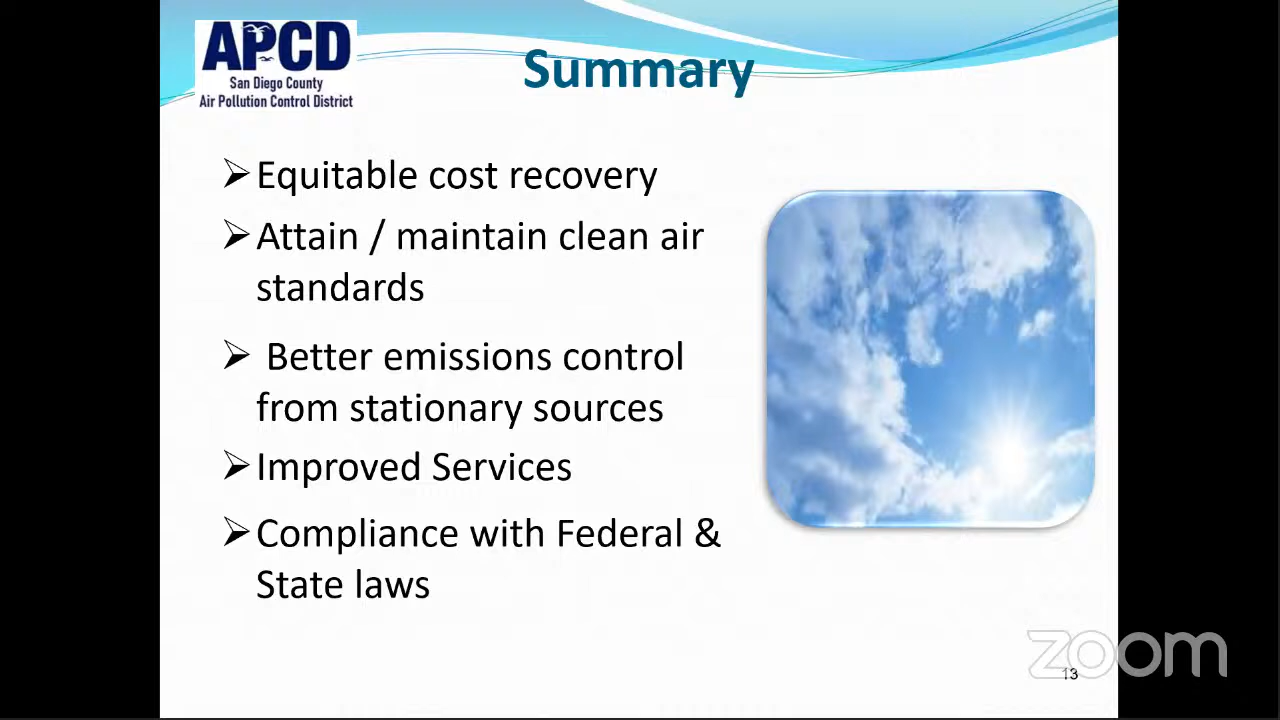 APCD
San Diego County
Air Pollution Control District
Summary
➢Equitable cost recovery
➢Attain / maintain clean air
standards
➢ Better emissions control
from stationary sources
➢Improved Services
➢Compliance with Federal &
State laws
zoom
13